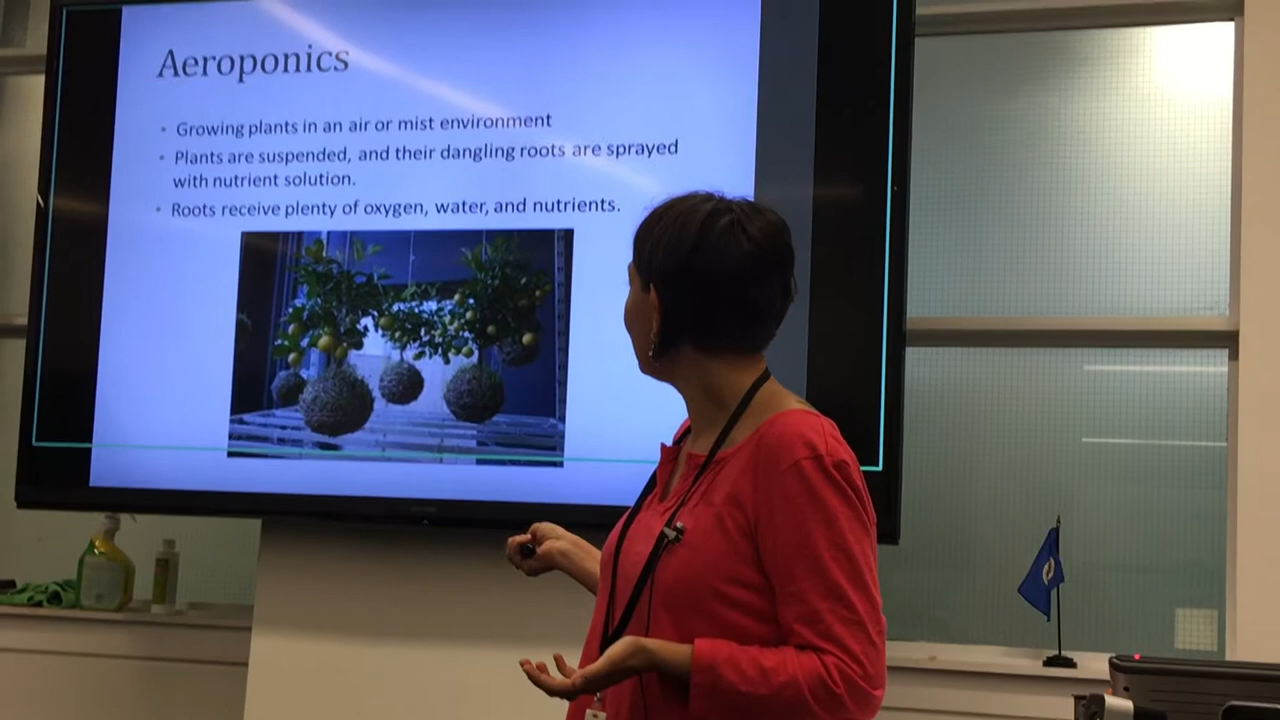 Aeroponics
• Growing plants in an air or mist environment
• Plants are suspended, and their dangling roots are sprayed
with nutrient solution.
• Roots receive plenty of oxygen, water, and nutrients.